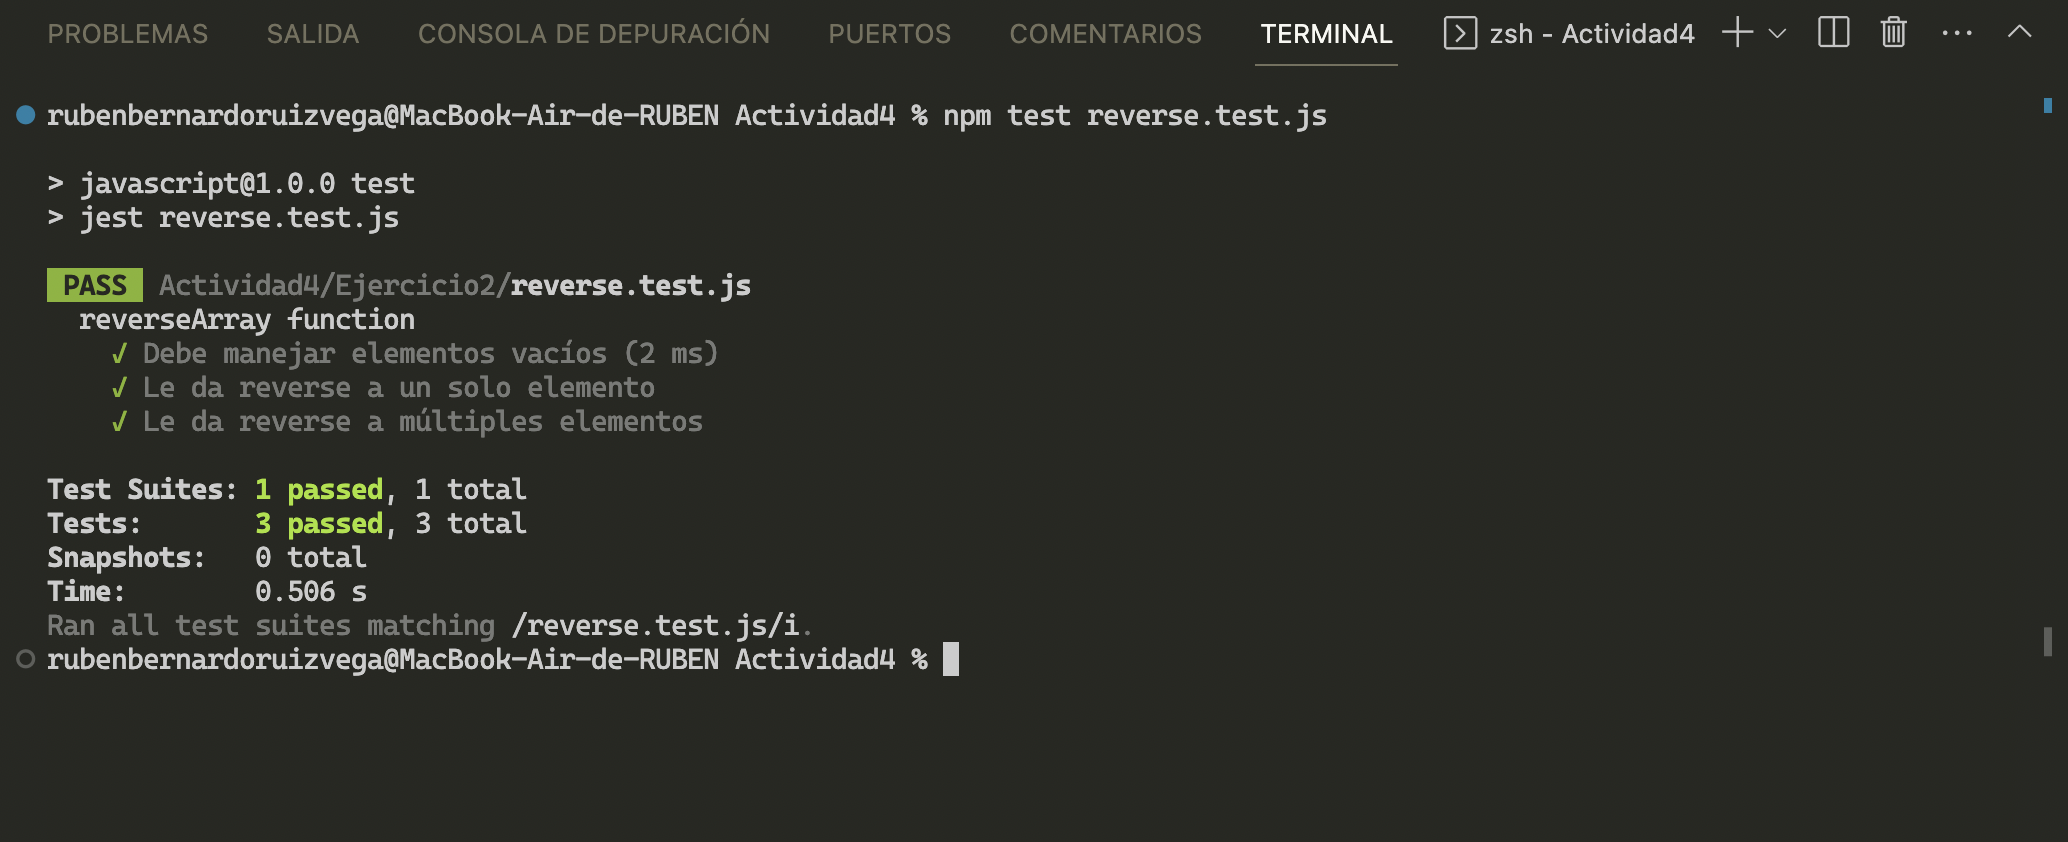 PROBLEMAS SALIDA CONSOLA DE DEPURACIÓN PUERTOS COMENTARIOS TERMINAL zsh - Actividad4
rubenbernardoruizvega@MacBook-Air-de-RUBEN Actividad4 % npm test reverse.test.js
> javascript@1.0.0 test
> jest reverse.test.js
PASS Actividad4/Ejercicio2/reverse.test.js
reverseArray function
√ Debe manejar elementos vacíos (2 ms)
√ Le da reverse a un solo elemento
√ Le da reverse a múltiples elementos
Test Suites: 1 passed, 1 total
Tests: 3 passed, 3 total
Snapshots: 0 total
Time: 0.506 s
Ran all test suites matching /reverse.test.js/i.
rubenbernardoruizvega@MacBook-Air-de-RUBEN Actividad4 %